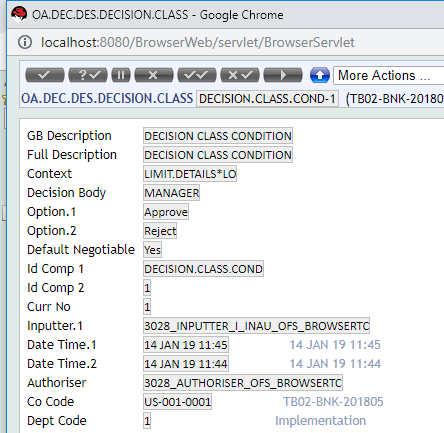 OA.DEC.DES.DECISION.CLASS - Google Chrome
localhost:8080/BrowserWeb/servlet/BrowserServlet
More Actions ...
OA.DEC.DES.DECISION.CLASS DECISION.CLASS.COND-1 (TB02-BNK-201805
GB Description DECISION CLASS CONDITION
Full Description DECISION CLASS CONDITION
Context LIMIT.DETAILS*LO
Decision Body MANAGER
Option.1 Approve
Option.2 Reject
Default Negotiable Yes
Id Comp 1 DECISION.CLASS.COND
Id Comp 2 1
Curr No 1
Inputter.1 3028_INPUTTER_I_INAU_OFS_BROWSERTC
Date Time.1 14 JAN 19 11:45 14 JAN 19 11:45
Date Time.2 14 JAN 19 11:44 14 JAN 19 11:44
Authoriser 3028_AUTHORISER_OFS_BROWSERTC
Co Code US-001-0001 TB02-BNK-201805
Dept Code 1 Implementation